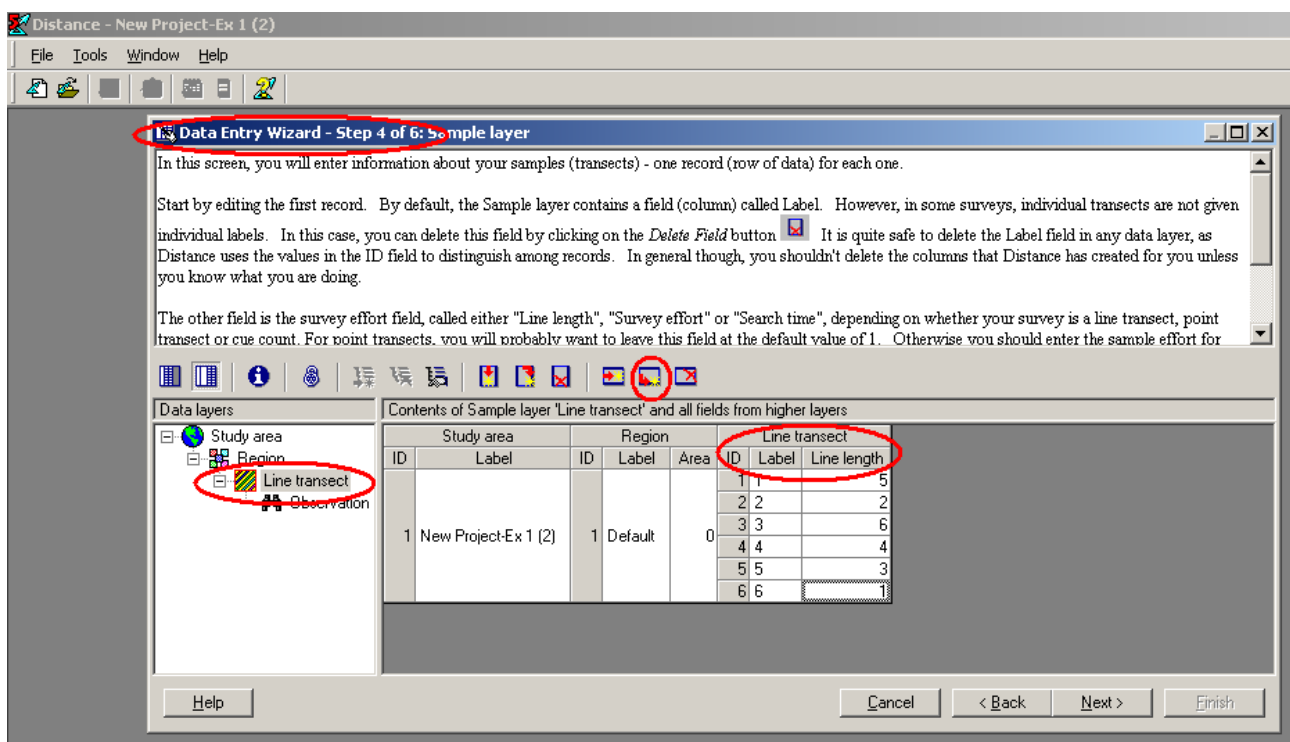 Distance - New Project-Ex 1 (2)
File Tools Window Help
Data Entry Wizard - Step 4 of 6: Sample layer
In this screen, you will enter information about your samples (transects) - one record (row of data) for each one.
Start by editing the first record. By default, the Sample layer contains a field (column) called Label. However, in some surveys, individual transects are not given
individual labels. In this case, you can delete this field by clicking on the Delete Field button It is quite safe to delete the Label field in any data layer, as
Distance uses the values in the ID field to distinguish among records. In general though, you shouldn't delete the columns that Distance has created for you unless
you know what you are doing.
The other field is the survey effort field, called either "Line length", "Survey effort" or "Search time", depending on whether your survey is a line transect, point
transect or cue count. For point transects, you will probably want to leave this field at the default value of 1. Otherwise you should enter the sample effort for
Data layers
Contents of Sample layer 'Line transect' and all fields from higher layers
Study area
Region
Line transect
Observation
Study area Region Line transect
ID Label ID Label Area ID Label Line length
1 1 5
2 2 2
3 3 6
1 New Project-Ex 1 (2) 1 Default 0
4 4 4
5 5 3
6 6 1
Help Cancel < Back Next > Finish